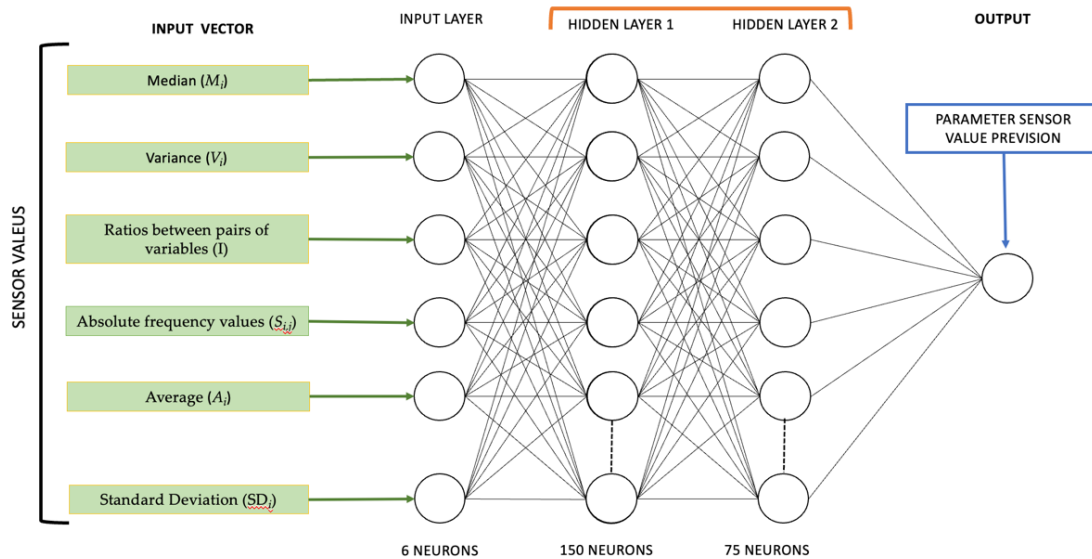 INPUT VECTOR
INPUT LAYER
HIDDEN LAYER 1
HIDDEN LAYER 2
OUTPUT
SENSOR VALEUS
Median (Mi)
Variance (Vi)
Ratios between pairs of
variables (I)
Absolute frequency values (Si,j)
Average (Ai)
Standard Deviation (SDi)
PARAMETER SENSOR
VALUE PREVISION
6 NEURONS
150 NEURONS
75 NEURONS